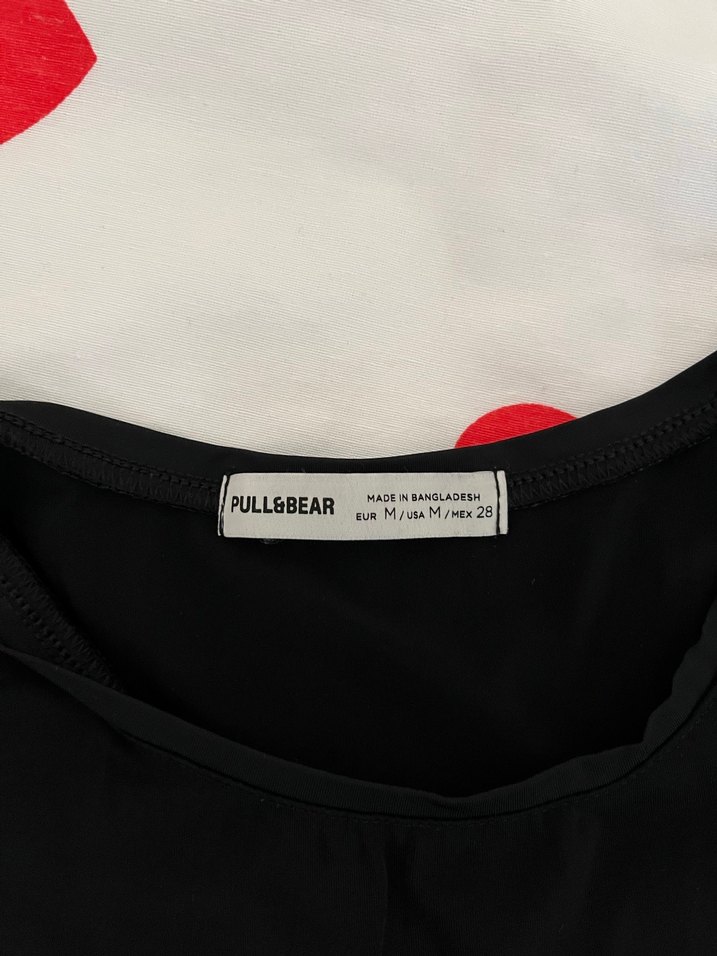 PULL&BEAR
MADE IN BANGLADESH
EUR M / USA M / MEX 28